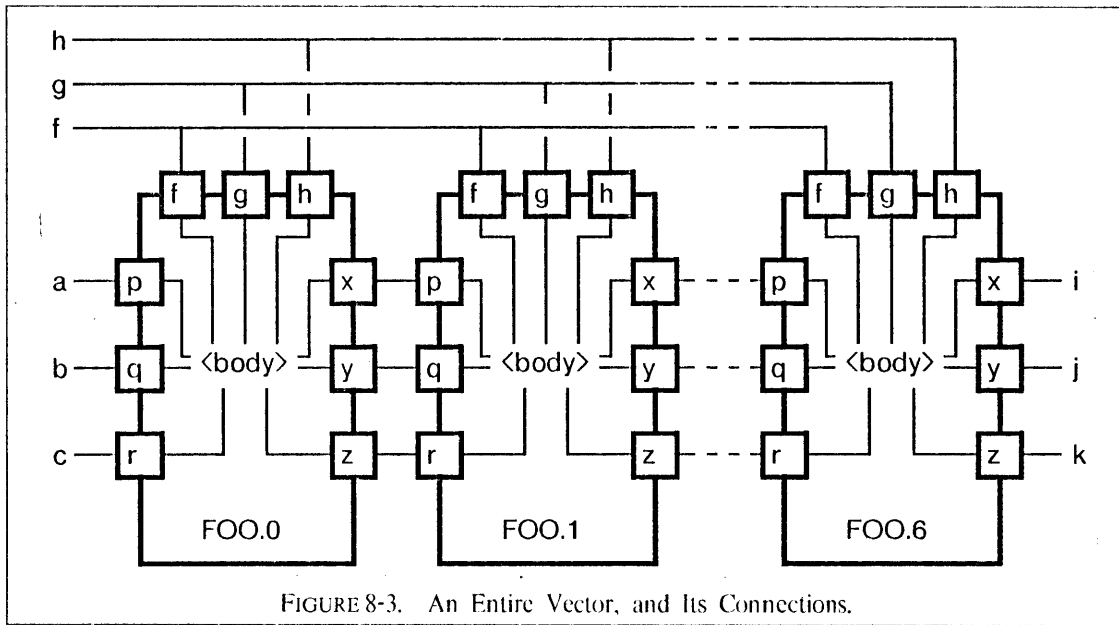 h
g
f
f g h f g h f g h
a p x p x p x i
b q <body> y q <body> y q <body> y j
c r z r z r z k
FOO.0 FOO.1 FOO.6
FIGURE 8-3. An Entire Vector, and Its Connections.